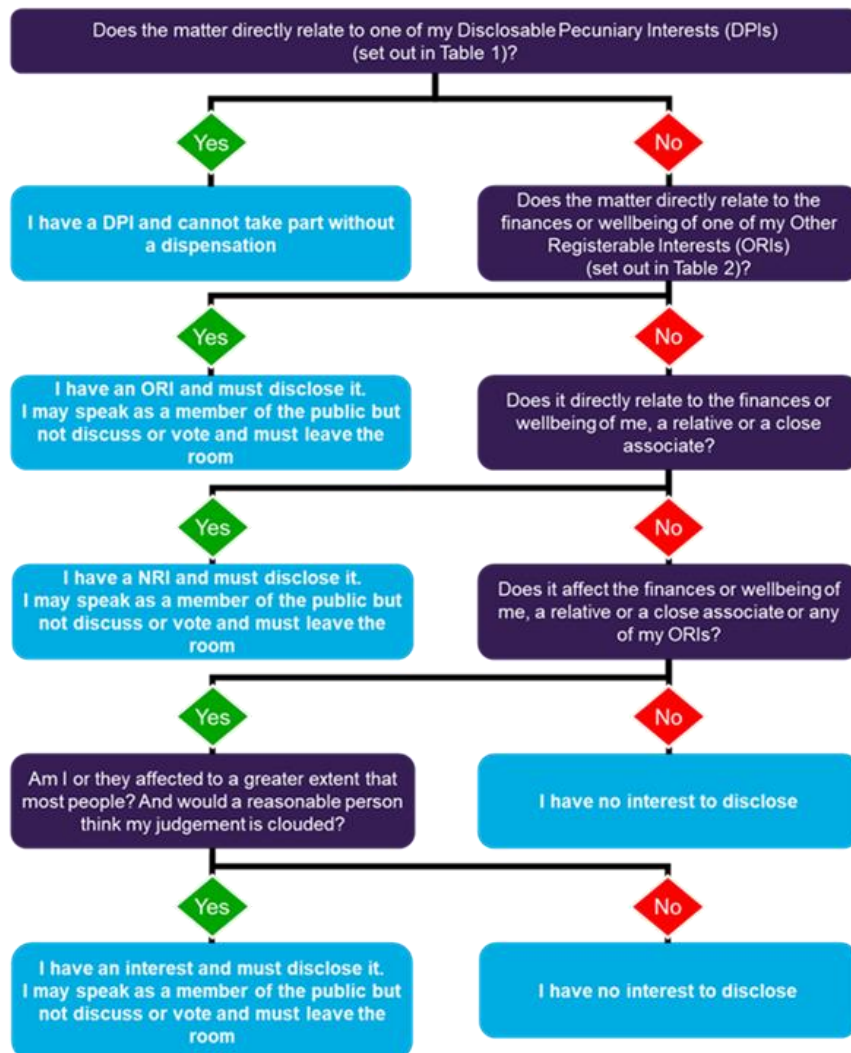 Does the matter directly relate to one of my Disclosable Pecuniary Interests (DPIs)
(set out in Table 1)?
Yes
No
I have a DPI and cannot take part without
a dispensation
Does the matter directly relate to the
finances or wellbeing of one of my Other
Registerable Interests (ORIs)
(set out in Table 2)?
Yes
No
I have an ORI and must disclose it.
I may speak as a member of the public but
not discuss or vote and must leave the
room
Does it directly relate to the finances or
wellbeing of me, a relative or a close
associate?
Yes
No
I have a NRI and must disclose it.
I may speak as a member of the public but
not discuss or vote and must leave the
room
Does it affect the finances or wellbeing of
me, a relative or a close associate or any
of my ORIs?
Yes
No
Am I or they affected to a greater extent that
most people? And would a reasonable person
think my judgement is clouded?
I have no interest to disclose
Yes
No
I have an interest and must disclose it.
I may speak as a member of the public but
not discuss or vote and must leave the
room
I have no interest to disclose